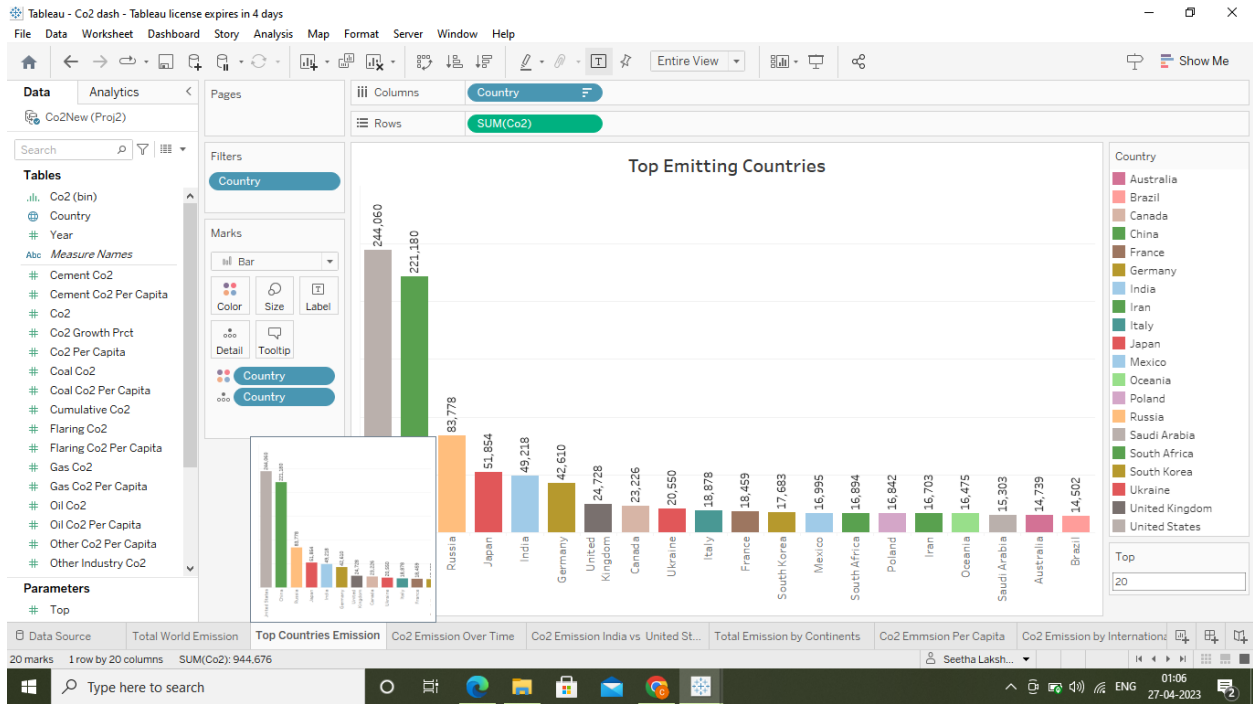 Tableau - Co2 dash - Tableau license expires in 4 days
File Data Worksheet Dashboard Story Analysis Map Format Server Window Help
Entire View
Show Me
Data Analytics
Co2New (Proj2)
Search
Tables
Co2 (bin)
Country
Year
Abc Measure Names
Cement Co2
Cement Co2 Per Capita
Co2
Co2 Growth Prct
Co2 Per Capita
Coal Co2
Coal Co2 Per Capita
Cumulative Co2
Flaring Co2
Flaring Co2 Per Capita
Gas Co2
Gas Co2 Per Capita
Oil Co2
Oil Co2 Per Capita
Other Co2 Per Capita
Other Industry Co2
Parameters
Top
Pages
Filters
Country
Marks
Bar
Color Size Label
Detail Tooltip
Country
Country
Columns Country
Rows SUM(Co2)
Top Emitting Countries
244,060
221,180
83,778
51,854
49,218
42,610
24,728
23,226
20,550
18,878
18,459
17,683
16,995
16,894
16,842
16,703
16,475
15,303
14,739
14,502
Russia
Japan
India
Germany
United
Kingdom
Canada
Ukraine
Italy
France
South Korea
Mexico
South Africa
Poland
Iran
Oceania
Saudi Arabia
Australia
Brazil
Country
Australia
Brazil
Canada
China
France
Germany
India
Iran
Italy
Japan
Mexico
Oceania
Poland
Russia
Saudi Arabia
South Africa
South Korea
Ukraine
United Kingdom
United States
Top
20
Data Source Total World Emission Top Countries Emission Co2 Emission Over Time Co2 Emission India vs United St... Total Emission by Continents Co2 Emmsion Per Capita Co2 Emission by Internationa
20 marks 1 row by 20 columns SUM(Co2): 944,676
Seetha Laksh...
Type here to search
ENG
01:06
27-04-2023
2